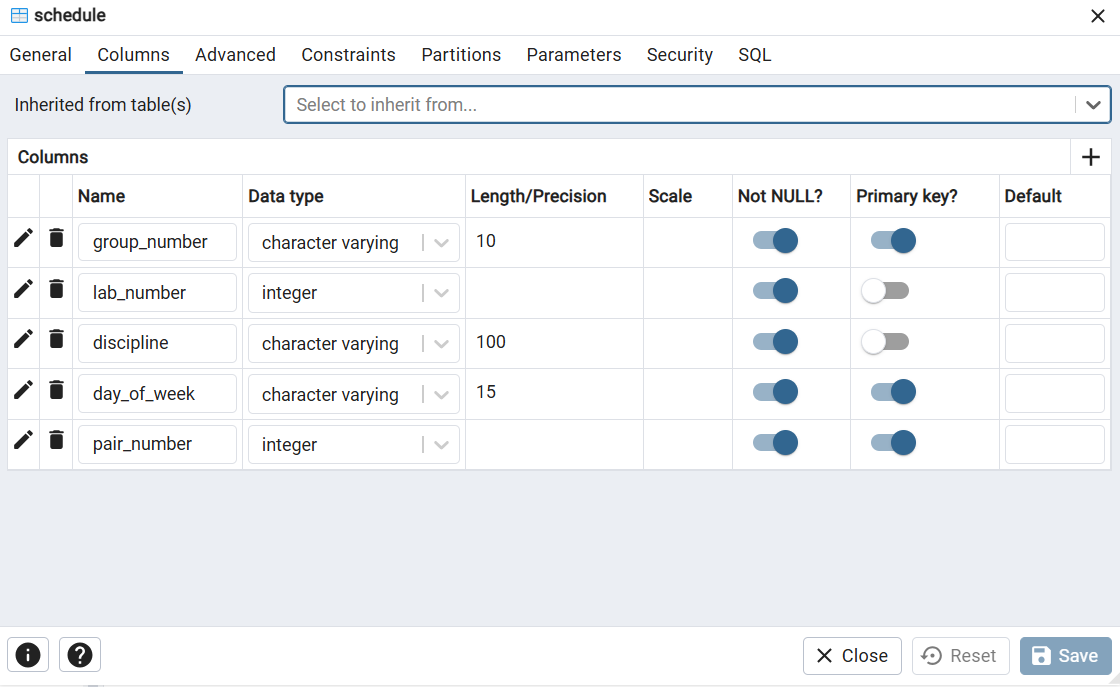 schedule
General Columns Advanced Constraints Partitions Parameters Security SQL
Inherited from table(s) Select to inherit from...
Columns
Name Data type Length/Precision Scale Not NULL? Primary key? Default
group_number character varying 10
lab_number integer
discipline character varying 100
day_of_week character varying 15
pair_number integer
Close Reset Save